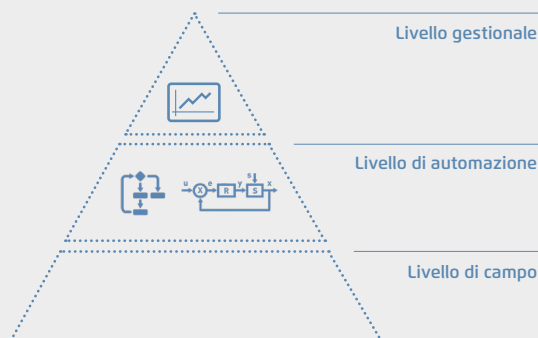 Livello gestionale
Livello di automazione
s
u e y x
X R S
Livello di campo